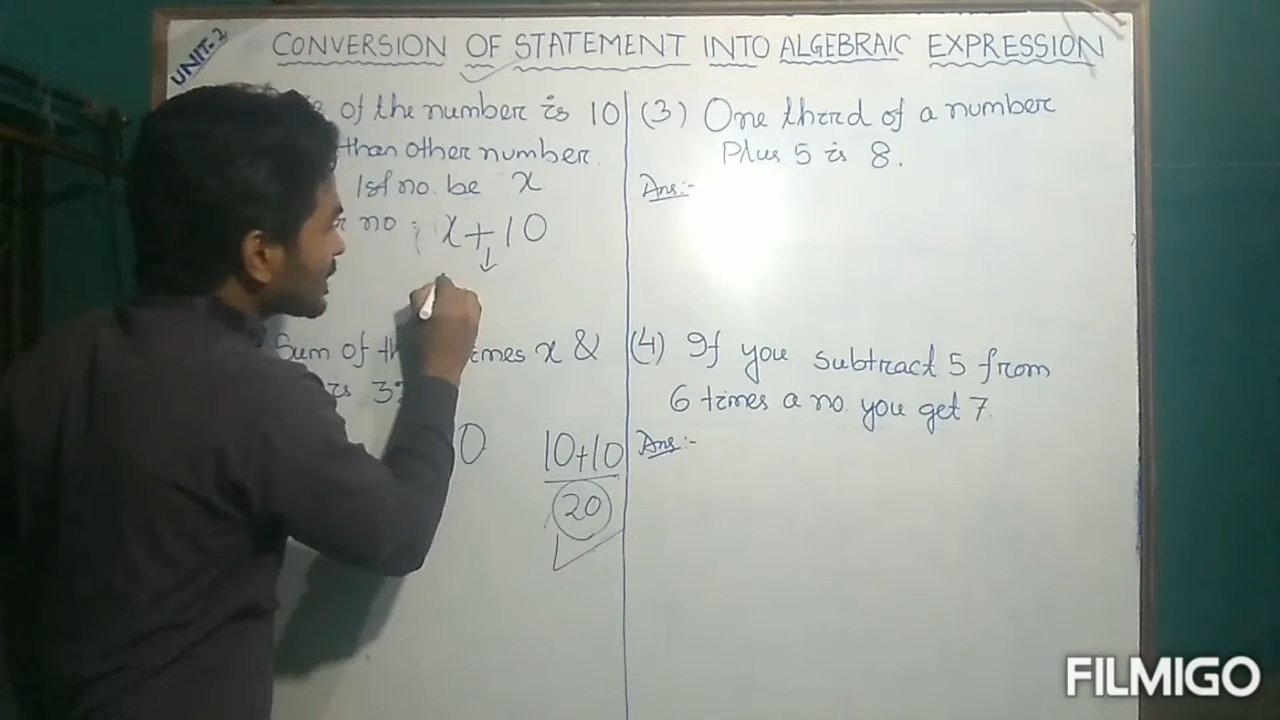 UNIT-2
CONVERSION OF STATEMENT INTO ALGEBRAIC EXPRESSION
of the number is 10
than other number.
1st no. be x
no : x+10
Sum of times x &
is 3
0
10+10
20
(3) One third of a number
Plus 5 is 8.
Ans:-
(4) If you subtract 5 from
6 times a no. you get 7.
Ans:-
FILMIGO